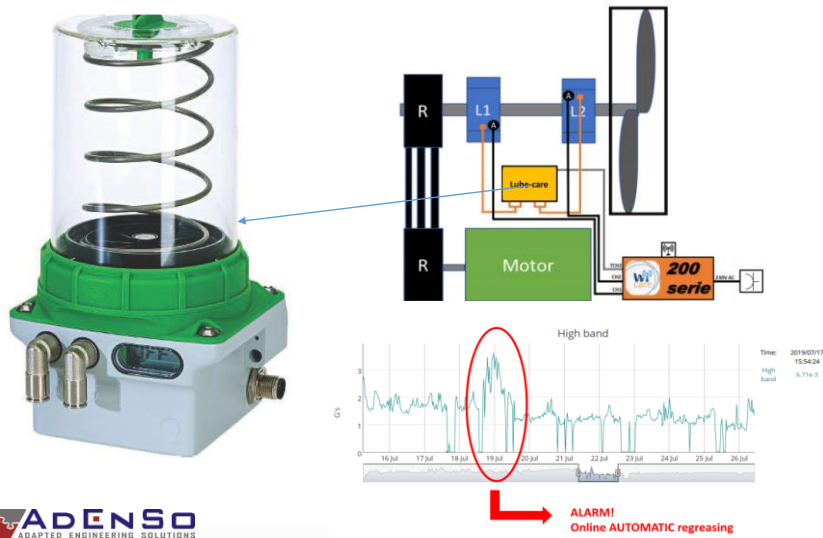 R
L1
A
A
L2
Lube-care
R
Motor
TCH2
CH2
CH1
Wi
care
200
serie
230V AC
High band
Time: 2019/07/17
15:54:24
High
band
6,71e-3
G's
3
2
1
0
16 Jul 17 Jul 18 Jul 19 Jul 20 Jul 21 Jul 22 Jul 23 Jul 24 Jul 25 Jul 26 Jul
ALARM!
Online AUTOMATIC regreasing
ADENSO
ADAPTED ENGINEERING SOLUTIONS